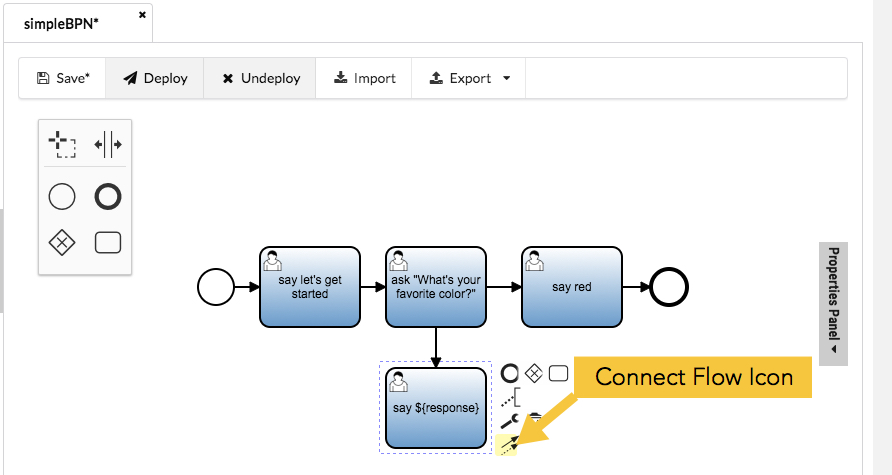 simpleBPN*
Save*
Deploy
Undeploy
Import
Export
Properties Panel
say let's get
started
ask "What's your
favorite color?"
say red
say ${response}
Connect Flow Icon